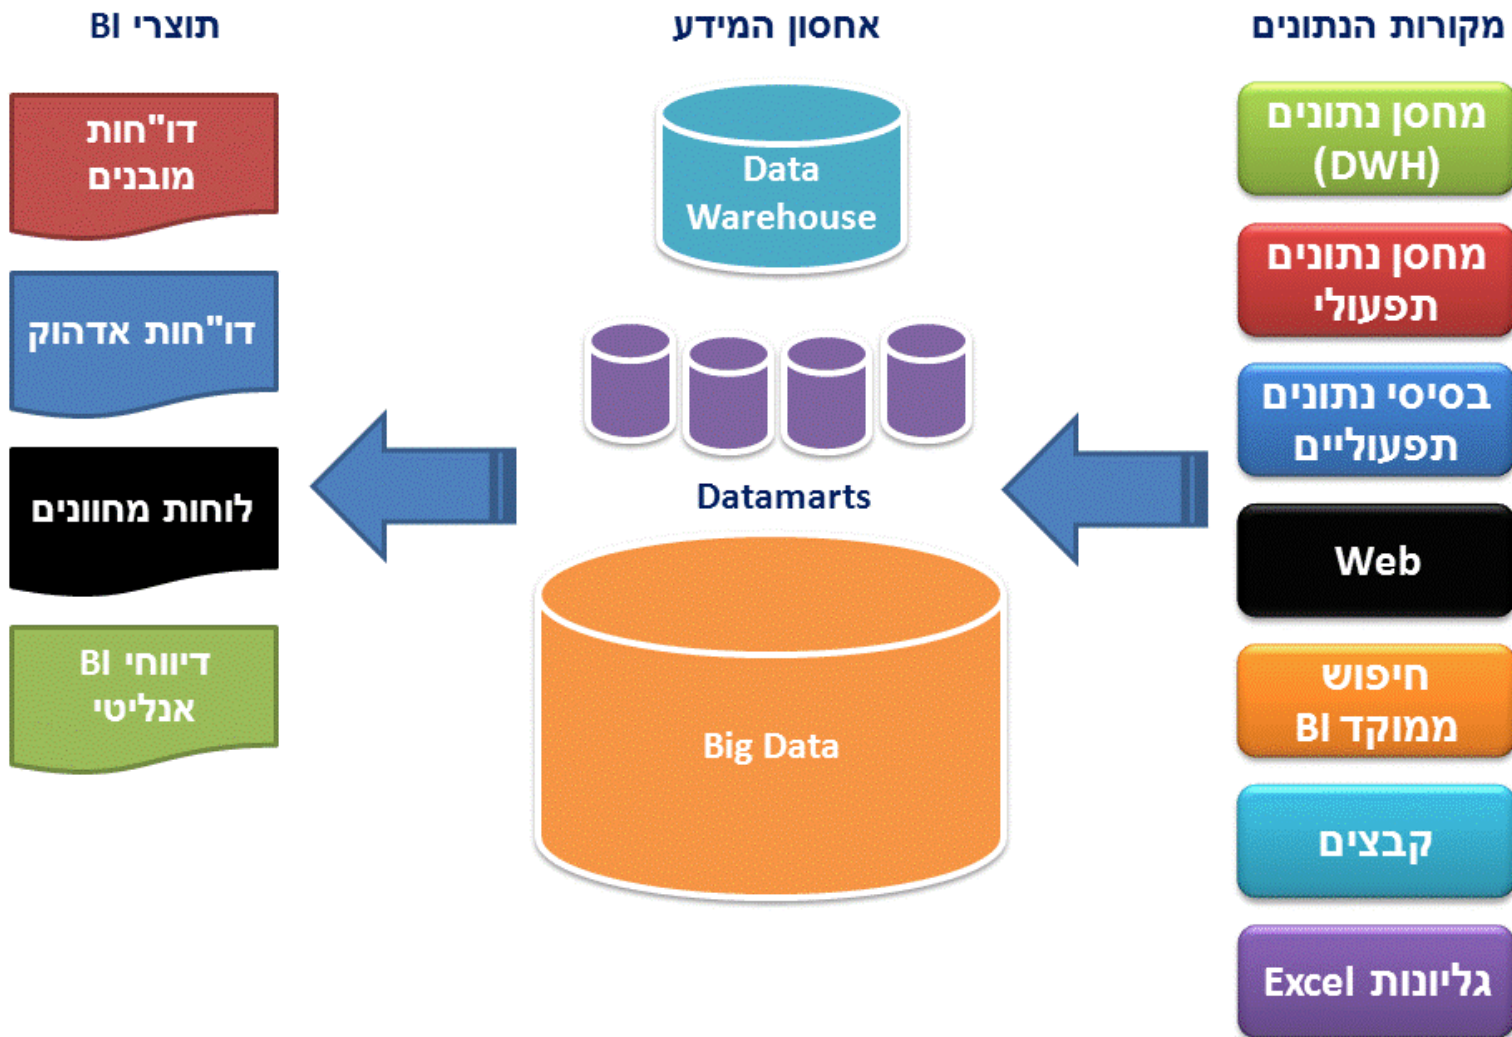 מקורות הנתונים
מחסן נתונים
(DWH)
מחסן נתונים
תפעולי
בסיסי נתונים
תפעוליים
Web
חיפוש
ממוקד BI
קבצים
גליונות Excel
אחסון המידע
Data
Warehouse
Datamarts
Big Data
תוצרי BI
דו"חות
מובנים
דו"חות אדהוק
לוחות מחוונים
דיווחי BI
אנליטי